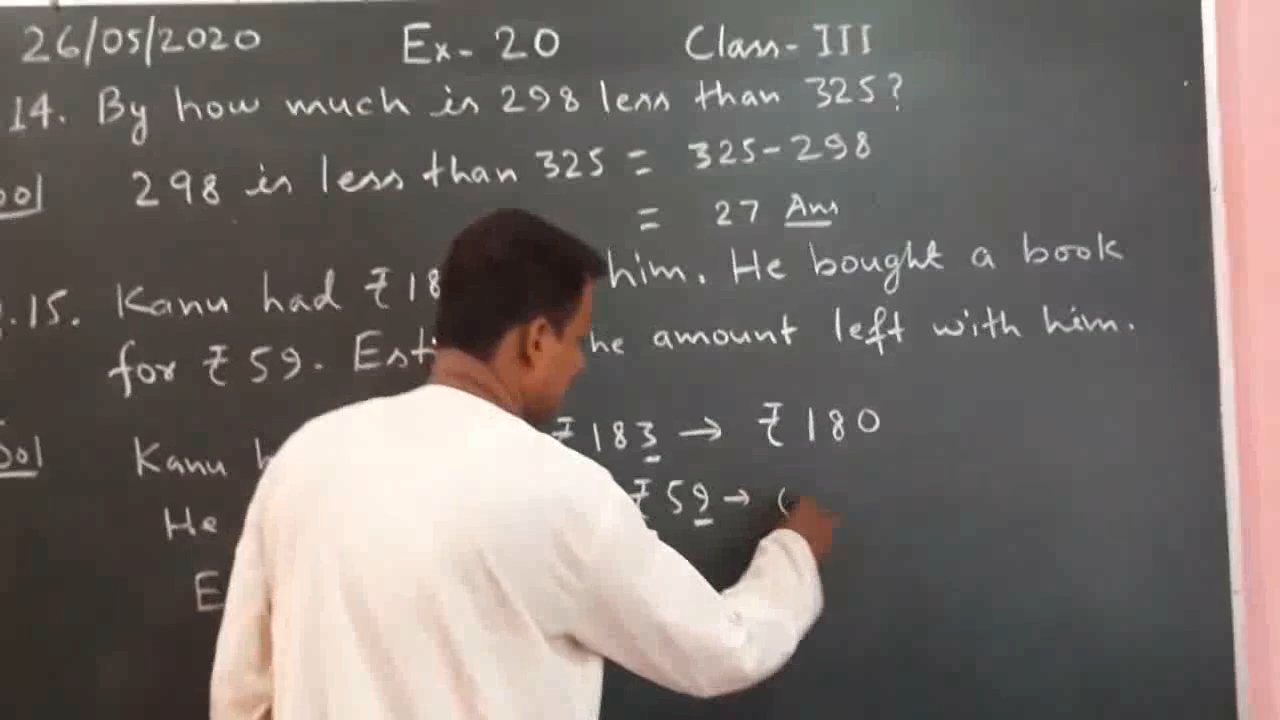 26/05/2020 Ex- 20 Class- III
14. By how much is 298 less than 325?
Sol 298 is less than 325 = 325-298
= 27 Ans
.15. Kanu had ₹ 18 him. He bought a book
for ₹ 59. Esti he amount left with him.
Sol Kanu ₹ 183 → ₹ 180
He ₹ 59 →
E